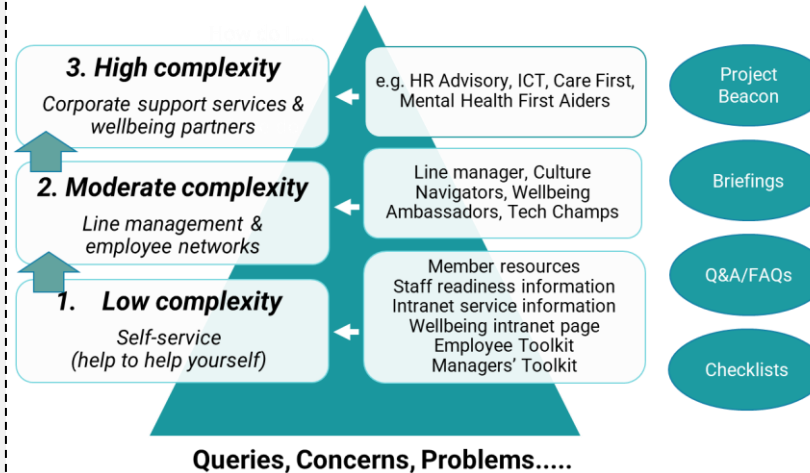 3. High complexity
Corporate support services &
wellbeing partners
e.g. HR Advisory, ICT, Care First,
Mental Health First Aiders
Project
Beacon
2. Moderate complexity
Line management &
employee networks
Line manager, Culture
Navigators, Wellbeing
Ambassadors, Tech Champs
Briefings
1. Low complexity
Self-service
(help to help yourself)
Member resources
Staff readiness information
Intranet service information
Wellbeing intranet page
Employee Toolkit
Managers' Toolkit
Q&A/FAQs
Checklists
Queries, Concerns, Problems.....